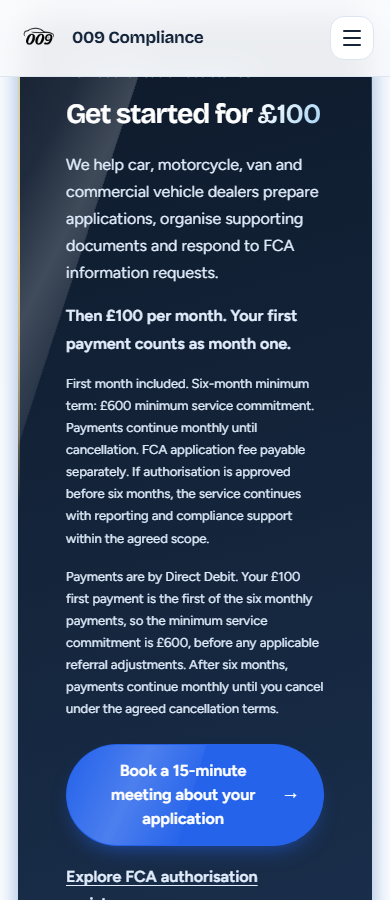 009
009 Compliance
Get started for £100
We help car, motorcycle, van and
commercial vehicle dealers prepare
applications, organise supporting
documents and respond to FCA
information requests.
Then £100 per month. Your first
payment counts as month one.
First month included. Six-month minimum
term: £600 minimum service commitment.
Payments continue monthly until
cancellation. FCA application fee payable
separately. If authorisation is approved
before six months, the service continues
with reporting and compliance support
within the agreed scope.
Payments are by Direct Debit. Your £100
first payment is the first of the six monthly
payments, so the minimum service
commitment is £600, before any applicable
referral adjustments. After six months,
payments continue monthly until you cancel
under the agreed cancellation terms.
Book a 15-minute
meeting about your →
application
Explore FCA authorisation